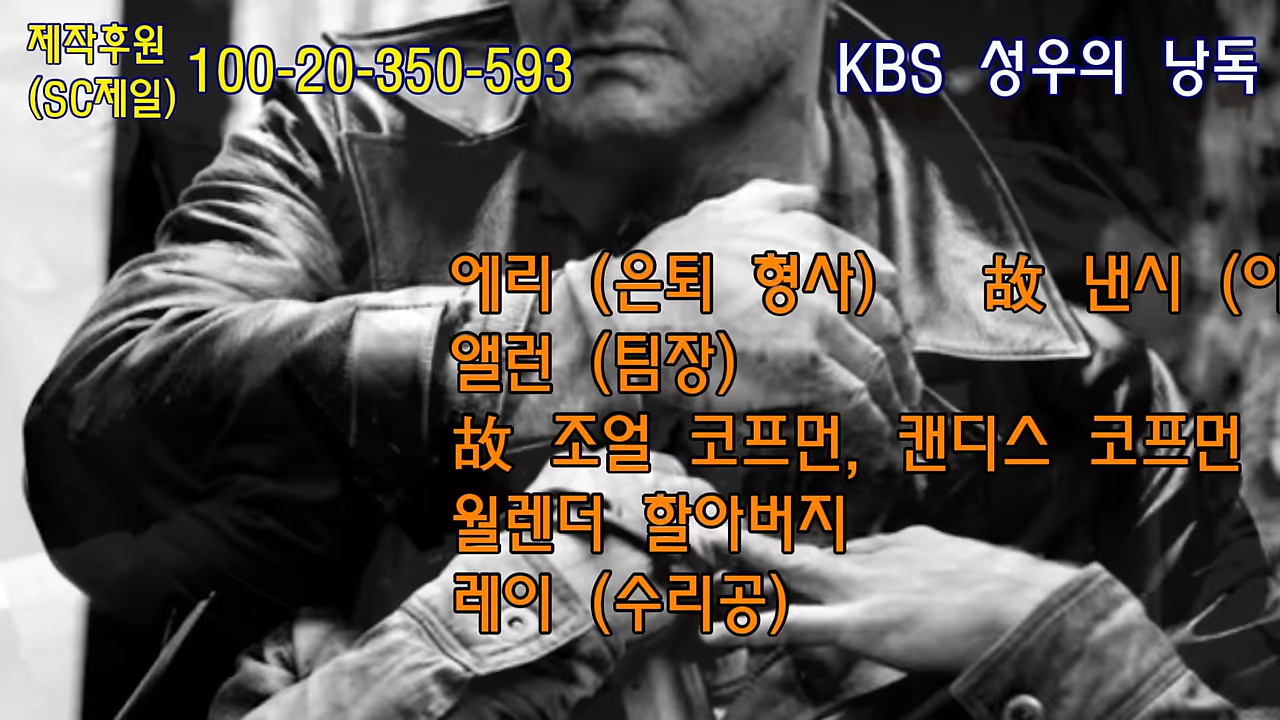 제작후원
(SC제일) 100-20-350-593
KBS 성우의 낭독
에리 (은퇴 형사) 故 낸시
앨런 (팀장)
故 조얼 코프먼, 캔디스 코프먼
월렌더 할아버지
레이 (수리공)